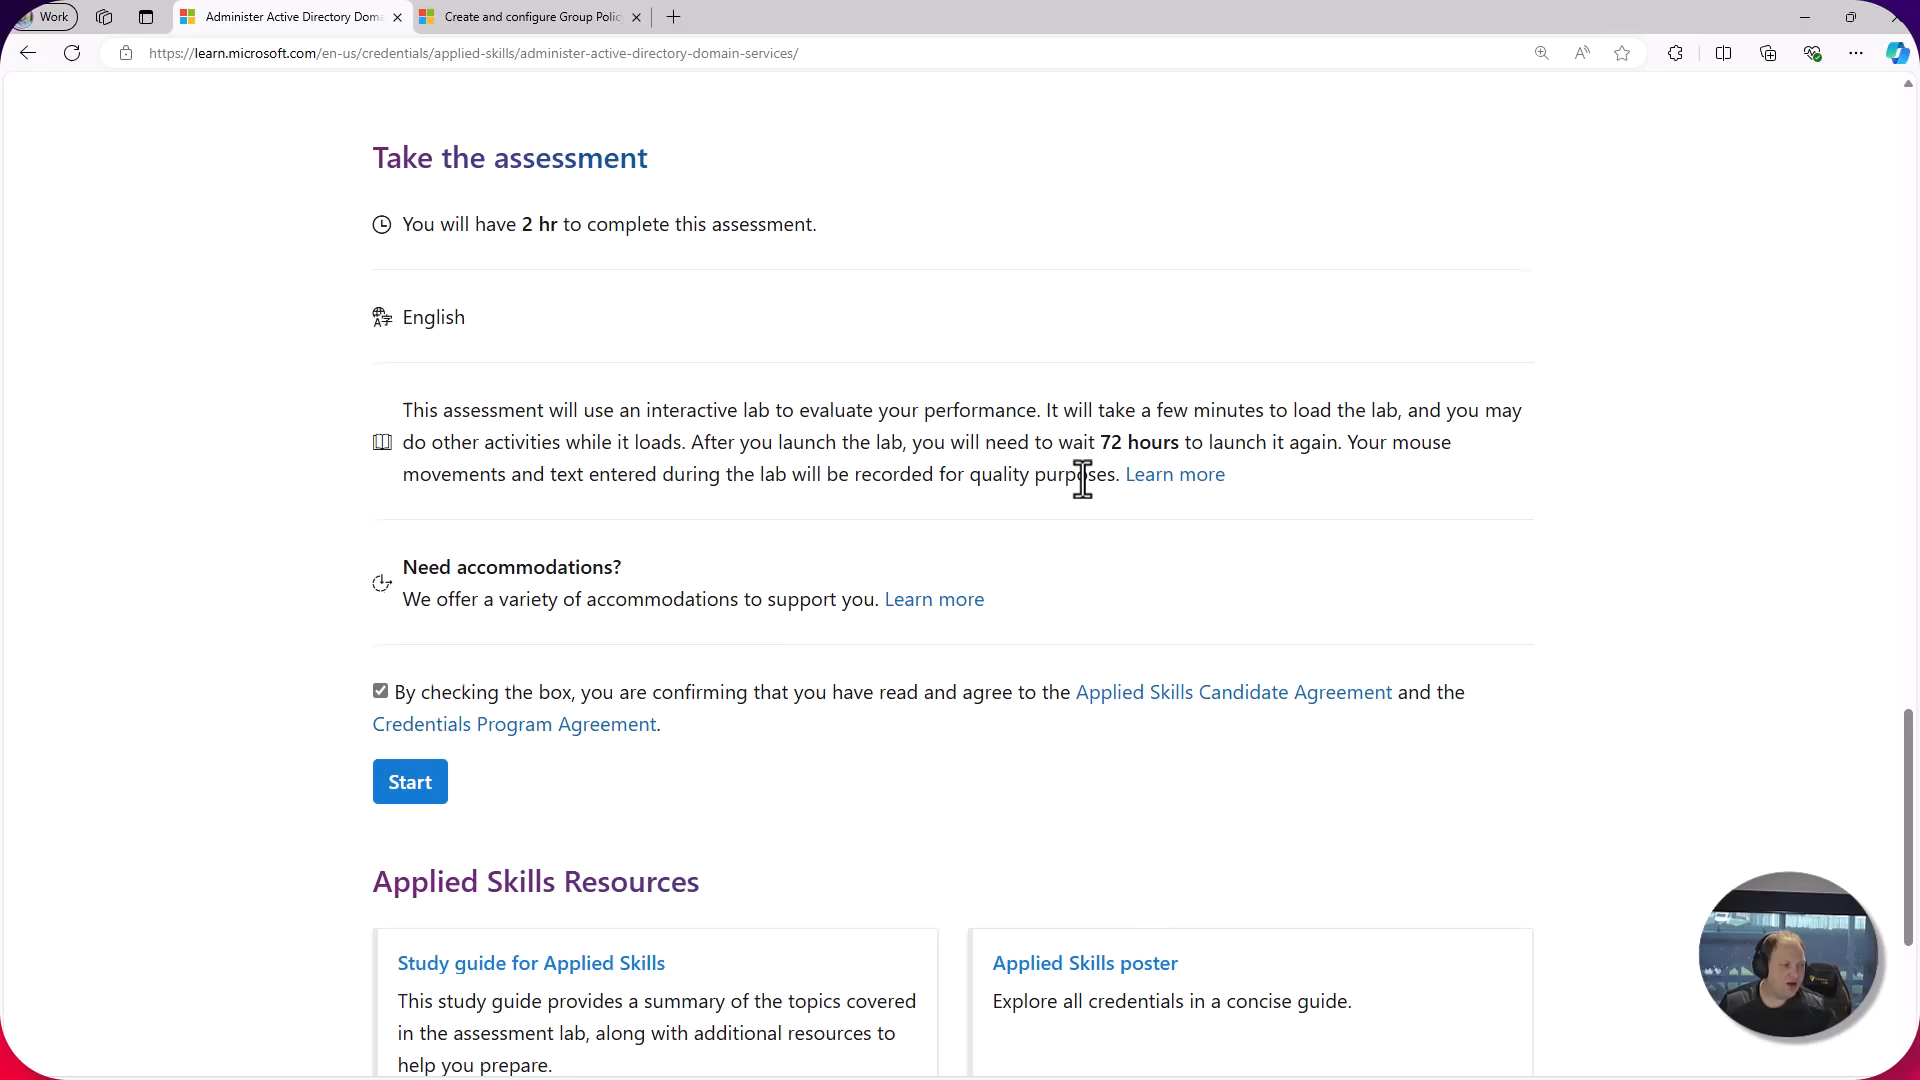 Work
Administer Active Directory Doma
Create and configure Group Polic
https://learn.microsoft.com/en-us/credentials/applied-skills/administer-active-directory-domain-services/
Take the assessment
You will have 2 hr to complete this assessment.
English
This assessment will use an interactive lab to evaluate your performance. It will take a few minutes to load the lab, and you may
do other activities while it loads. After you launch the lab, you will need to wait 72 hours to launch it again. Your mouse
movements and text entered during the lab will be recorded for quality purposes. Learn more
Need accommodations?
We offer a variety of accommodations to support you. Learn more
By checking the box, you are confirming that you have read and agree to the Applied Skills Candidate Agreement and the
Credentials Program Agreement.
Start
Applied Skills Resources
Study guide for Applied Skills
This study guide provides a summary of the topics covered
in the assessment lab, along with additional resources to
help you prepare.
Applied Skills poster
Explore all credentials in a concise guide.